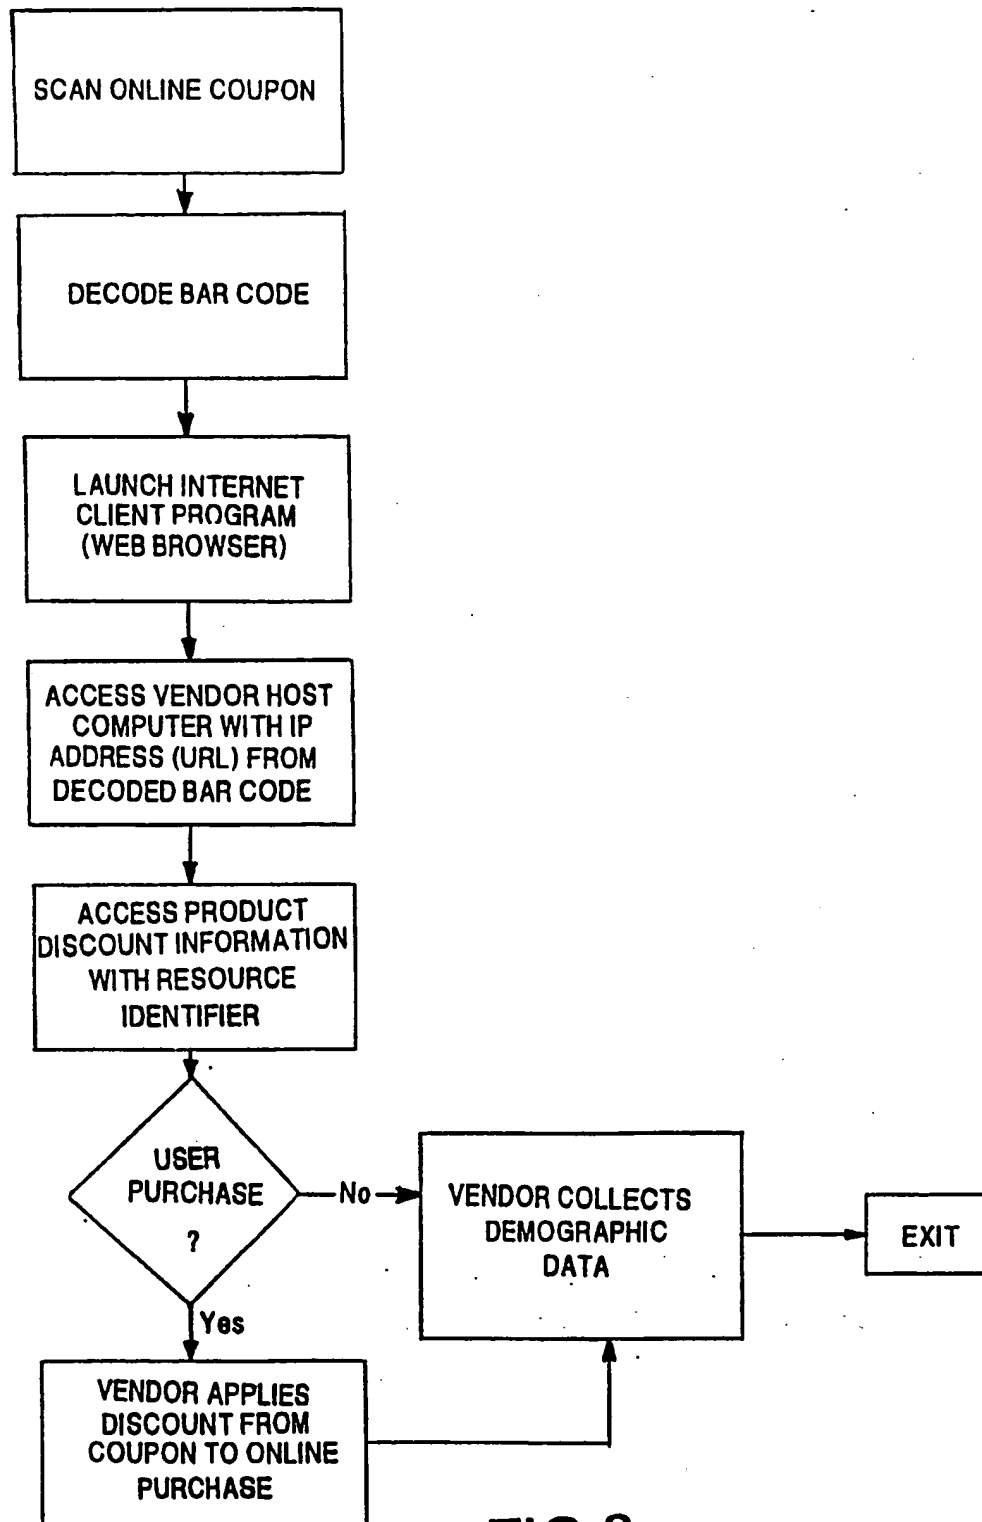 SCAN ONLINE COUPON
DECODE BAR CODE
LAUNCH INTERNET
CLIENT PROGRAM
(WEB BROWSER)
ACCESS VENDOR HOST
COMPUTER WITH IP
ADDRESS (URL) FROM
DECODED BAR CODE
ACCESS PRODUCT
DISCOUNT INFORMATION
WITH RESOURCE
IDENTIFIER
USER
PURCHASE
?
No
VENDOR COLLECTS
DEMOGRAPHIC
DATA
EXIT
Yes
VENDOR APPLIES
DISCOUNT FROM
COUPON TO ONLINE
PURCHASE